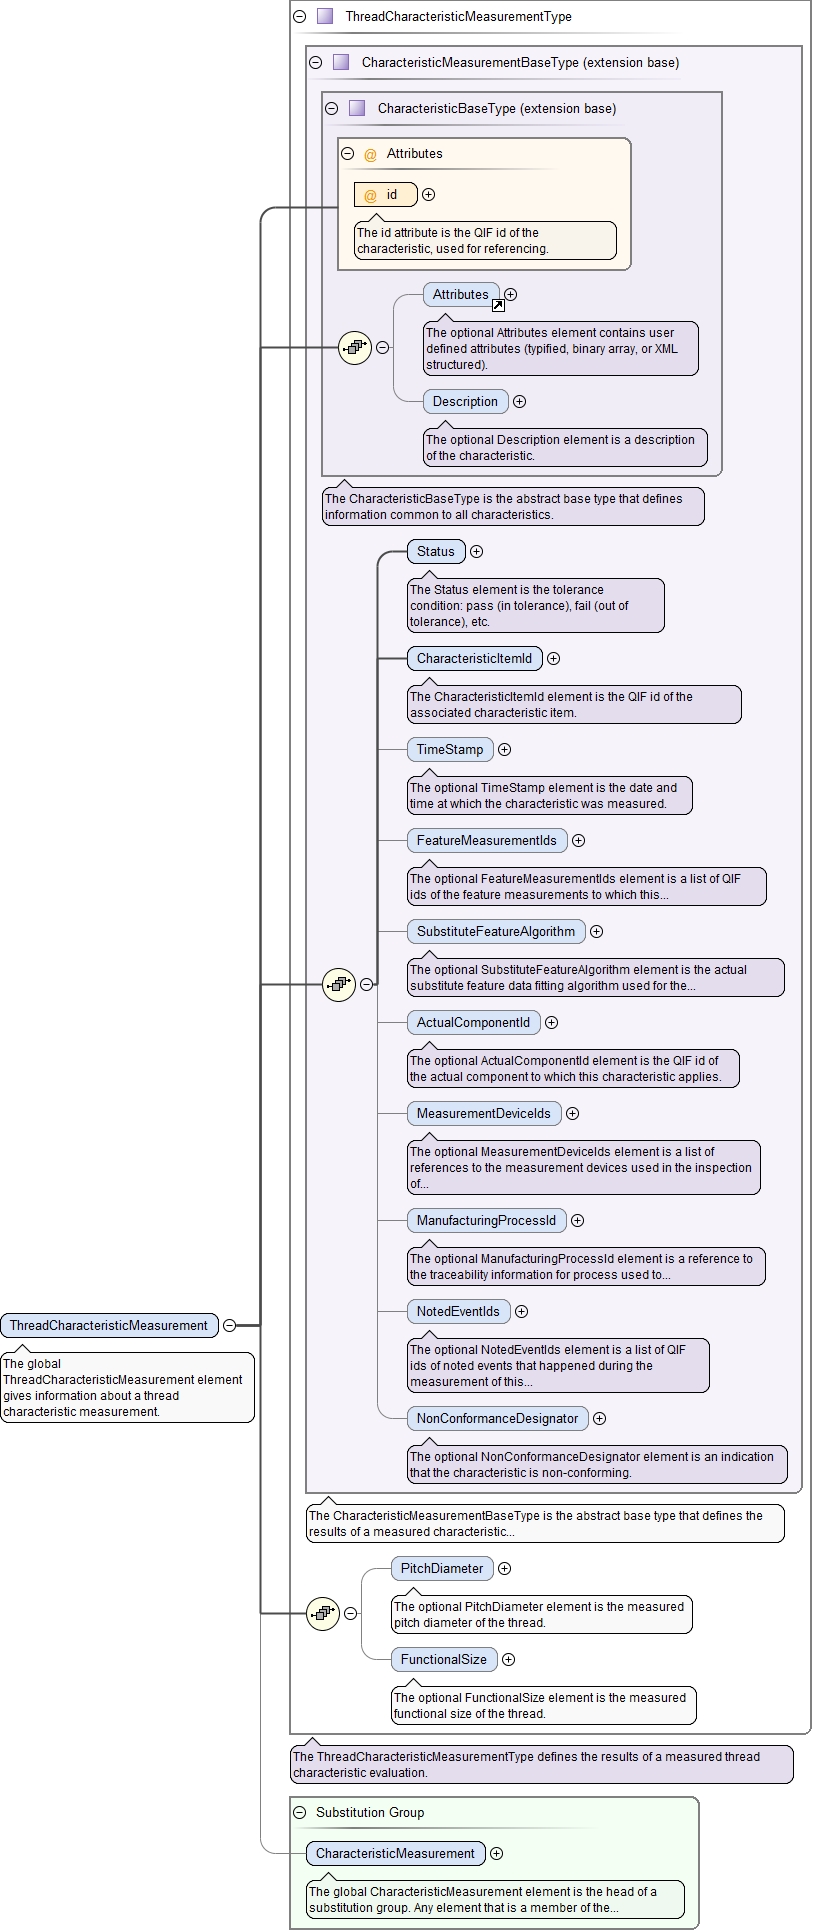 ThreadCharacteristicMeasurementType
CharacteristicMeasurementBaseType (extension base)
CharacteristicBaseType (extension base)
@ Attributes
@ id
The id attribute is the QIF id of the
characteristic, used for referencing.
Attributes
The optional Attributes element contains user
defined attributes (typified, binary array, or XML
structured).
Description
The optional Description element is a description
of the characteristic.
The CharacteristicBaseType is the abstract base type that defines
information common to all characteristics.
Status
The Status element is the tolerance
condition: pass (in tolerance), fail (out of
tolerance), etc.
CharacteristicItemId
The CharacteristicItemId element is the QIF id of the
associated characteristic item.
TimeStamp
The optional TimeStamp element is the date and
time at which the characteristic was measured.
FeatureMeasurementIds
The optional FeatureMeasurementIds element is a list of QIF
ids of the feature measurements to which this...
SubstituteFeatureAlgorithm
The optional SubstituteFeatureAlgorithm element is the actual
substitute feature data fitting algorithm used for the...
ActualComponentId
The optional ActualComponentId element is the QIF id of
the actual component to which this characteristic applies.
MeasurementDeviceIds
The optional MeasurementDeviceIds element is a list of
references to the measurement devices used in the inspection
of...
ManufacturingProcessId
The optional ManufacturingProcessId element is a reference to
the traceability information for process used to...
NotedEventIds
The optional NotedEventIds element is a list of QIF
ids of noted events that happened during the
measurement of this...
NonConformanceDesignator
The optional NonConformanceDesignator element is an indication
that the characteristic is non-conforming.
The CharacteristicMeasurementBaseType is the abstract base type that defines the
results of a measured characteristic...
ThreadCharacteristicMeasurement
The global
ThreadCharacteristicMeasurement element
gives information about a thread
characteristic measurement.
PitchDiameter
The optional PitchDiameter element is the measured
pitch diameter of the thread.
FunctionalSize
The optional FunctionalSize element is the measured
functional size of the thread.
The ThreadCharacteristicMeasurementType defines the results of a measured thread
characteristic evaluation.
Substitution Group
CharacteristicMeasurement
The global CharacteristicMeasurement element is the head of a
substitution group. Any element that is a member of the...